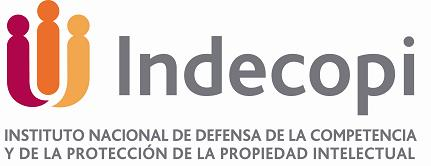 Indecopi
INSTITUTO NACIONAL DE DEFENSA DE LA COMPETENCIA
Y DE LA PROTECCIÓN DE LA PROPIEDAD INTELECTUAL